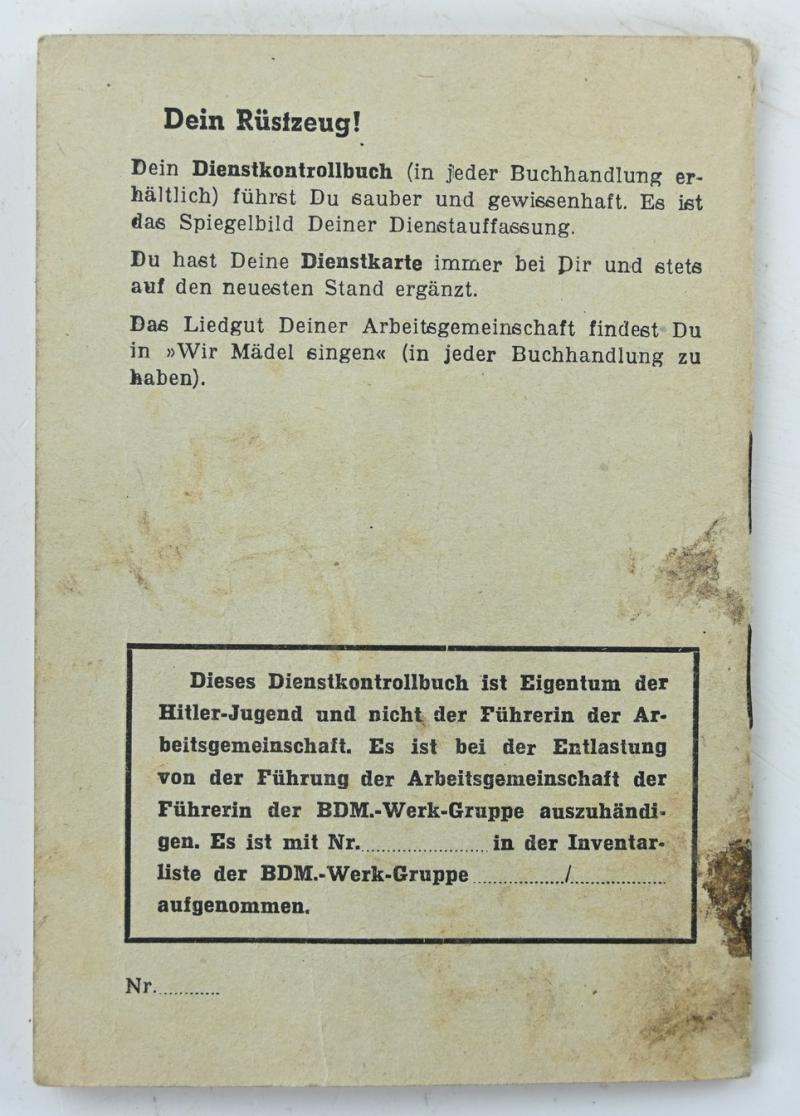 Dein Rüstzeug!
Dein Dienstkontrollbuch (in jeder Buchhandlung er-
hältlich) führst Du sauber und gewissenhaft. Es ist
das Spiegelbild Deiner Dienstauffassung.
Du hast Deine Dienstkarte immer bei Dir und stets
auf den neuesten Stand ergänzt.
Das Liedgut Deiner Arbeitsgemeinschaft findest Du
in »Wir Mädel singen« (in jeder Buchhandlung zu
haben).
Dieses Dienstkontrollbuch ist Eigentum der
Hitler-Jugend und nicht der Führerin der Ar-
beitsgemeinschaft. Es ist bei der Entlastung
von der Führung der Arbeitsgemeinschaft der
Führerin der BDM.-Werk-Gruppe auszuhändi-
gen. Es ist mit Nr. .................... in der Inventar-
liste der BDM.-Werk-Gruppe ................/................
aufgenommen.
Nr. ...........